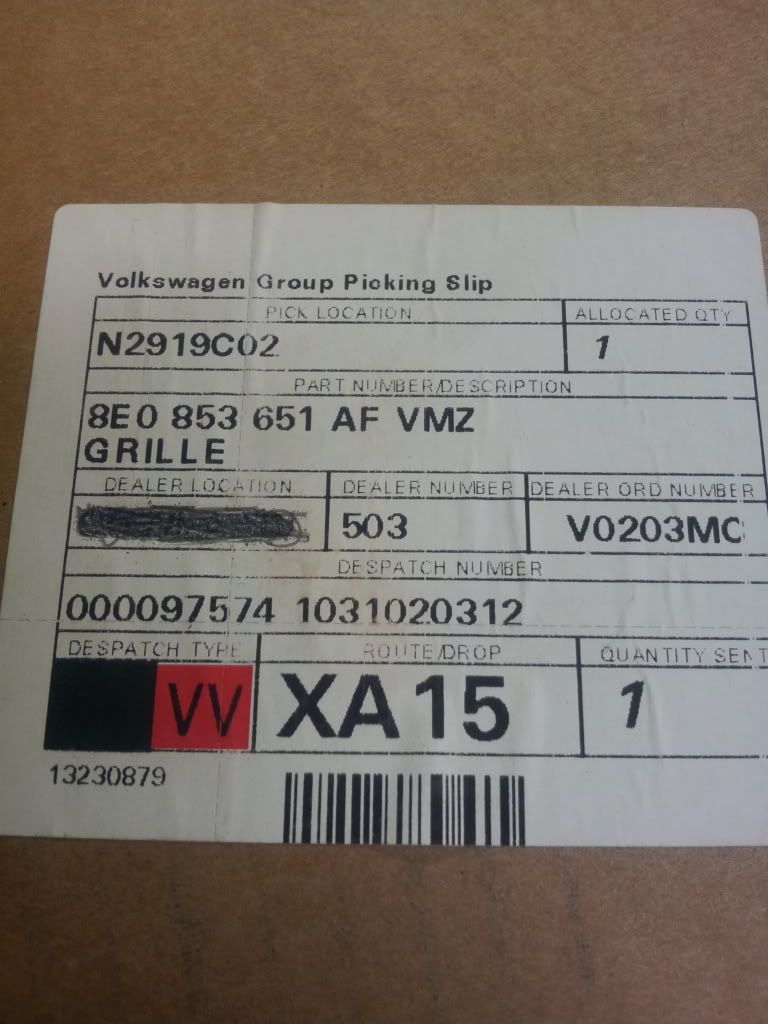 Volkswagen Group Picking Slip
PICK LOCATION ALLOCATED QTY
N2919C02 1
PART NUMBER/DESCRIPTION
8E0 853 651 AF VMZ
GRILLE
DEALER LOCATION DEALER NUMBER DEALER ORD NUMBER
503 V0203MC
DESPATCH NUMBER
000097574 1031020312
DESPATCH TYPE ROUTE/DROP QUANTITY SENT
VV XA15 1
13230879